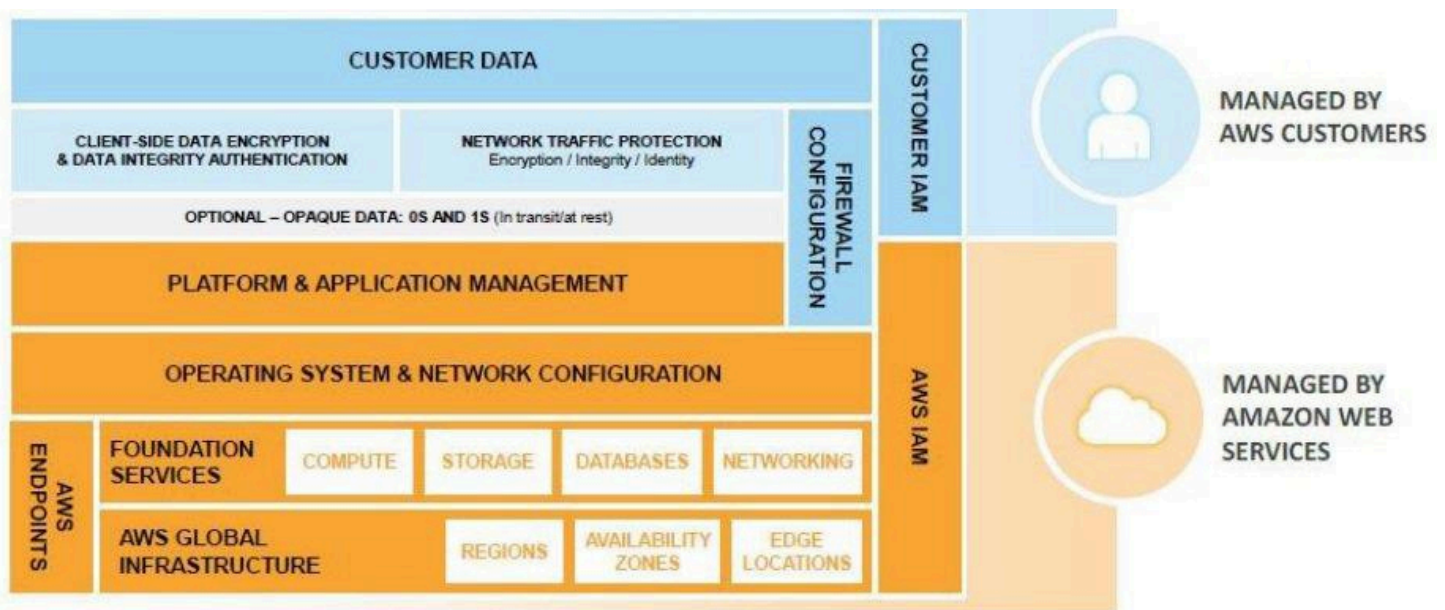 CUSTOMER DATA
CUSTOMER IAM
MANAGED BY
AWS CUSTOMERS
CLIENT-SIDE DATA ENCRYPTION
& DATA INTEGRITY AUTHENTICATION
NETWORK TRAFFIC PROTECTION
Encryption / Integrity / Identity
FIREWALL
CONFIGURATION
OPTIONAL – OPAQUE DATA: 0S AND 1S (In transit/at rest)
PLATFORM & APPLICATION MANAGEMENT
OPERATING SYSTEM & NETWORK CONFIGURATION
AWS IAM
MANAGED BY
AMAZON WEB
SERVICES
AWS
ENDPOINTS
FOUNDATION
SERVICES
COMPUTE
STORAGE
DATABASES
NETWORKING
AWS GLOBAL
INFRASTRUCTURE
REGIONS
AVAILABILITY
ZONES
EDGE
LOCATIONS